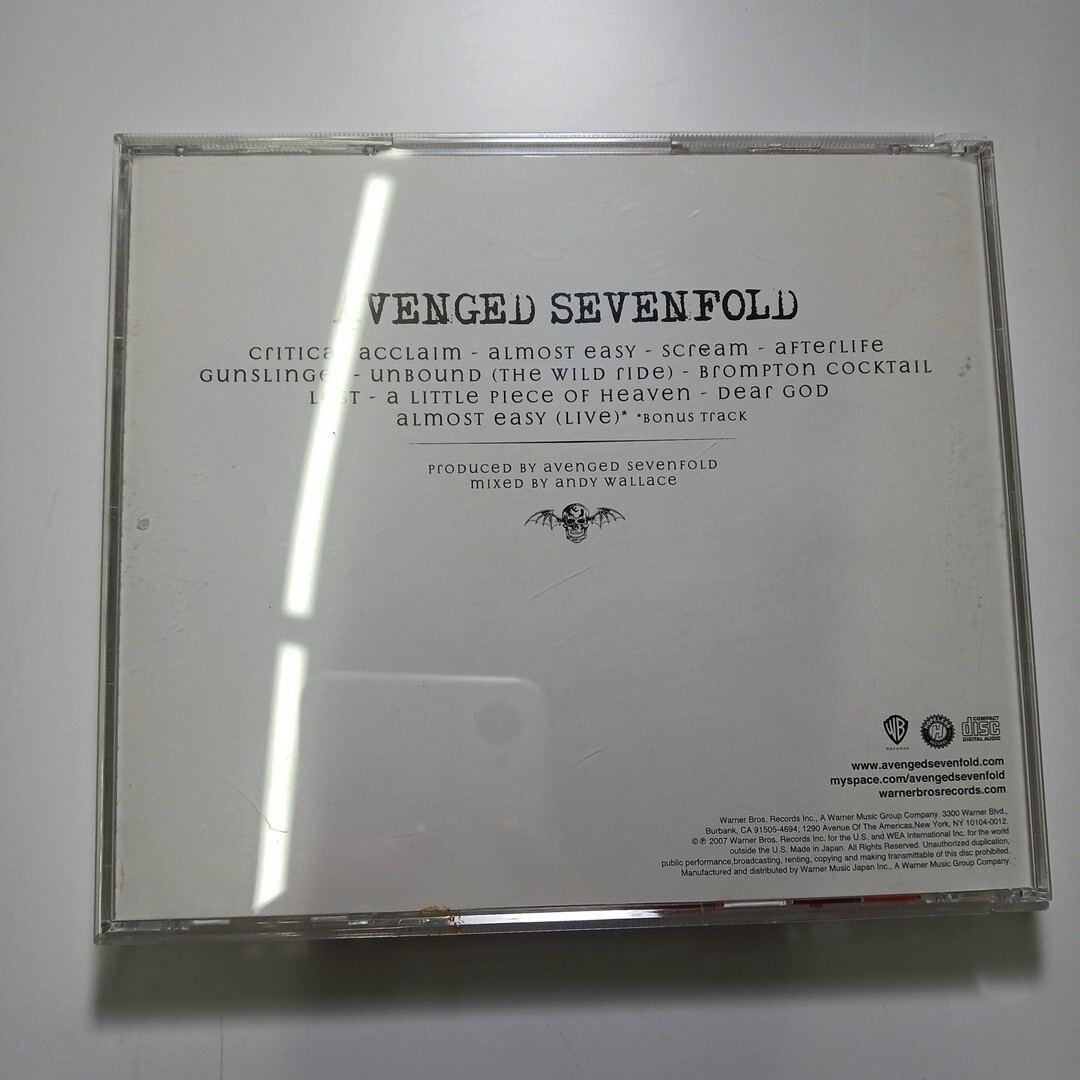 AVENGED SEVENFOLD
CRITICAL ACCLAIM - ALMOST EASY - SCREAM - AFTERLIFE
GUNSLINGER - UNBOUND (THE WILD RIDE) - BROMPTON COCKTAIL
LOST - A LITTLE PIECE OF HEAVEN - DEAR GOD
ALMOST EASY (LIVE)* *BONUS TRACK
PRODUCED BY AVENGED SEVENFOLD
MIXED BY ANDY WALLACE
WB
RECORDS
H
COMPACT
disc
DIGITAL AUDIO
www.avengedsevenfold.com
myspace.com/avengedsevenfold
warnerbrosrecords.com
Warner Bros. Records Inc., A Warner Music Group Company. 3300 Warner Blvd.,
Burbank, CA 91505-4694; 1290 Avenue Of The Americas,New York, NY 10104-0012.
©℗ 2007 Warner Bros. Records Inc. for the U.S. and WEA International Inc. for the world
outside the U.S. Made in Japan. All Rights Reserved. Unauthorized duplication,
public performance,broadcasting, renting, copying and making transmittable of this disc prohibited.
Manufactured and distributed by Warner Music Japan Inc., A Warner Music Group Company.